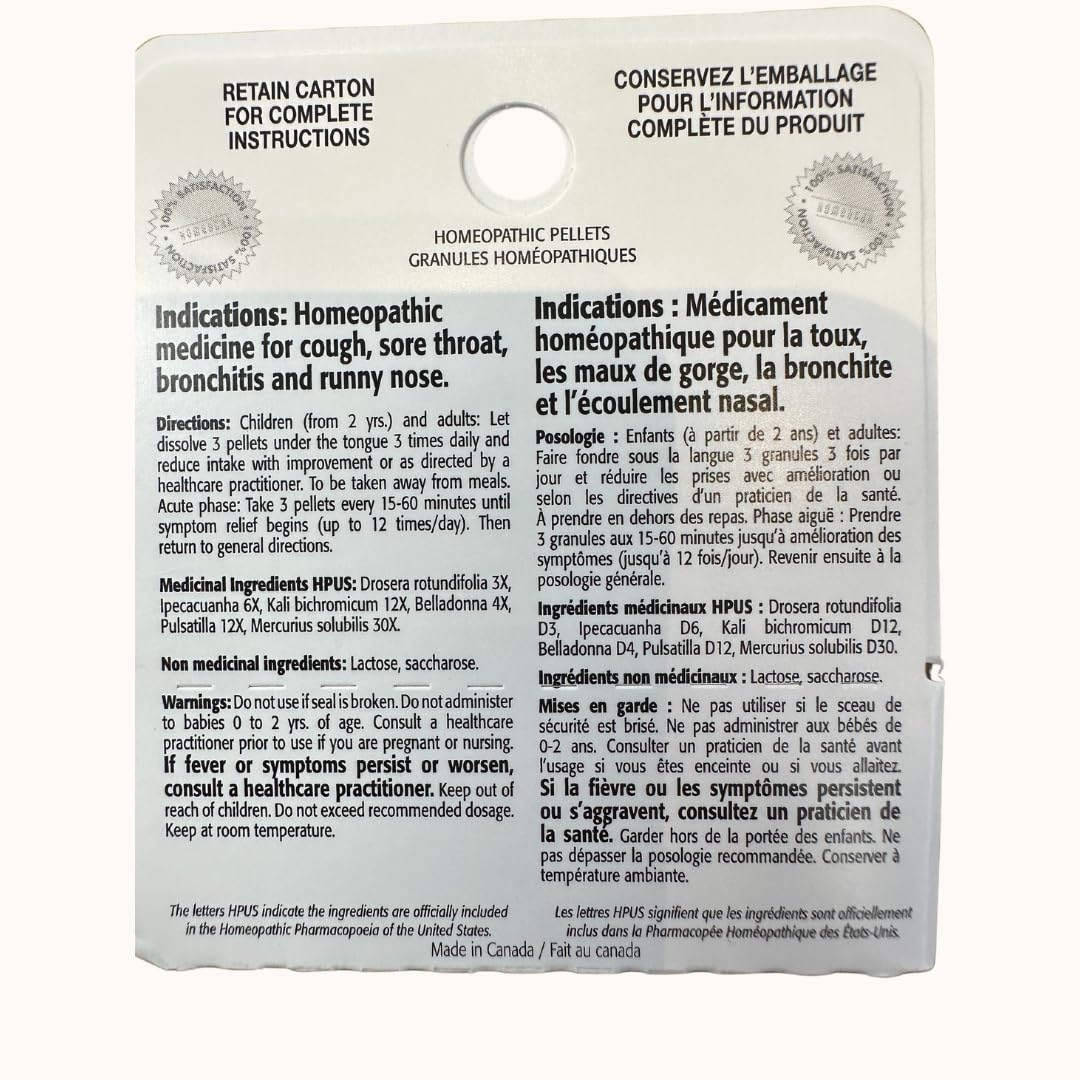 RETAIN CARTON
FOR COMPLETE
INSTRUCTIONS
CONSERVEZ L'EMBALLAGE
POUR L'INFORMATION
COMPLÈTE DU PRODUIT
100% SATISFACTION • 100% SATISFACTION •
homeocan
100% SATISFACTION • 100% SATISFACTION •
homeocan
HOMEOPATHIC PELLETS
GRANULES HOMÉOPATHIQUES
Indications: Homeopathic
medicine for cough, sore throat,
bronchitis and runny nose.
Directions: Children (from 2 yrs.) and adults: Let
dissolve 3 pellets under the tongue 3 times daily and
reduce intake with improvement or as directed by a
healthcare practitioner. To be taken away from meals.
Acute phase: Take 3 pellets every 15-60 minutes until
symptom relief begins (up to 12 times/day). Then
return to general directions.
Medicinal Ingredients HPUS: Drosera rotundifolia 3X,
Ipecacuanha 6X, Kali bichromicum 12X, Belladonna 4X,
Pulsatilla 12X, Mercurius solubilis 30X.
Non medicinal ingredients: Lactose, saccharose.
Warnings: Do not use if seal is broken. Do not administer
to babies 0 to 2 yrs. of age. Consult a healthcare
practitioner prior to use if you are pregnant or nursing.
If fever or symptoms persist or worsen,
consult a healthcare practitioner. Keep out of
reach of children. Do not exceed recommended dosage.
Keep at room temperature.
Indications : Médicament
homéopathique pour la toux,
les maux de gorge, la bronchite
et l'écoulement nasal.
Posologie : Enfants (à partir de 2 ans) et adultes:
Faire fondre sous la langue 3 granules 3 fois par
jour et réduire les prises avec amélioration ou
selon les directives d'un praticien de la santé.
À prendre en dehors des repas. Phase aiguë : Prendre
3 granules aux 15-60 minutes jusqu'à amélioration des
symptômes (jusqu'à 12 fois/jour). Revenir ensuite à la
posologie générale.
Ingrédients médicinaux HPUS : Drosera rotundifolia
D3, Ipecacuanha D6, Kali bichromicum D12,
Belladonna D4, Pulsatilla D12, Mercurius solubilis D30.
Ingrédients non médicinaux : Lactose, saccharose.
Mises en garde : Ne pas utiliser si le sceau de
sécurité est brisé. Ne pas administrer aux bébés de
0-2 ans. Consulter un praticien de la santé avant
l'usage si vous êtes enceinte ou si vous allaitez.
Si la fièvre ou les symptômes persistent
ou s'aggravent, consultez un praticien de
la santé. Garder hors de la portée des enfants. Ne
pas dépasser la posologie recommandée. Conserver à
température ambiante.
The letters HPUS indicate the ingredients are officially included
in the Homeopathic Pharmacopoeia of the United States.
Les lettres HPUS signifient que les ingrédients sont officiellement
inclus dans la Pharmacopée Homéopathique des États-Unis.
Made in Canada / Fait au canada